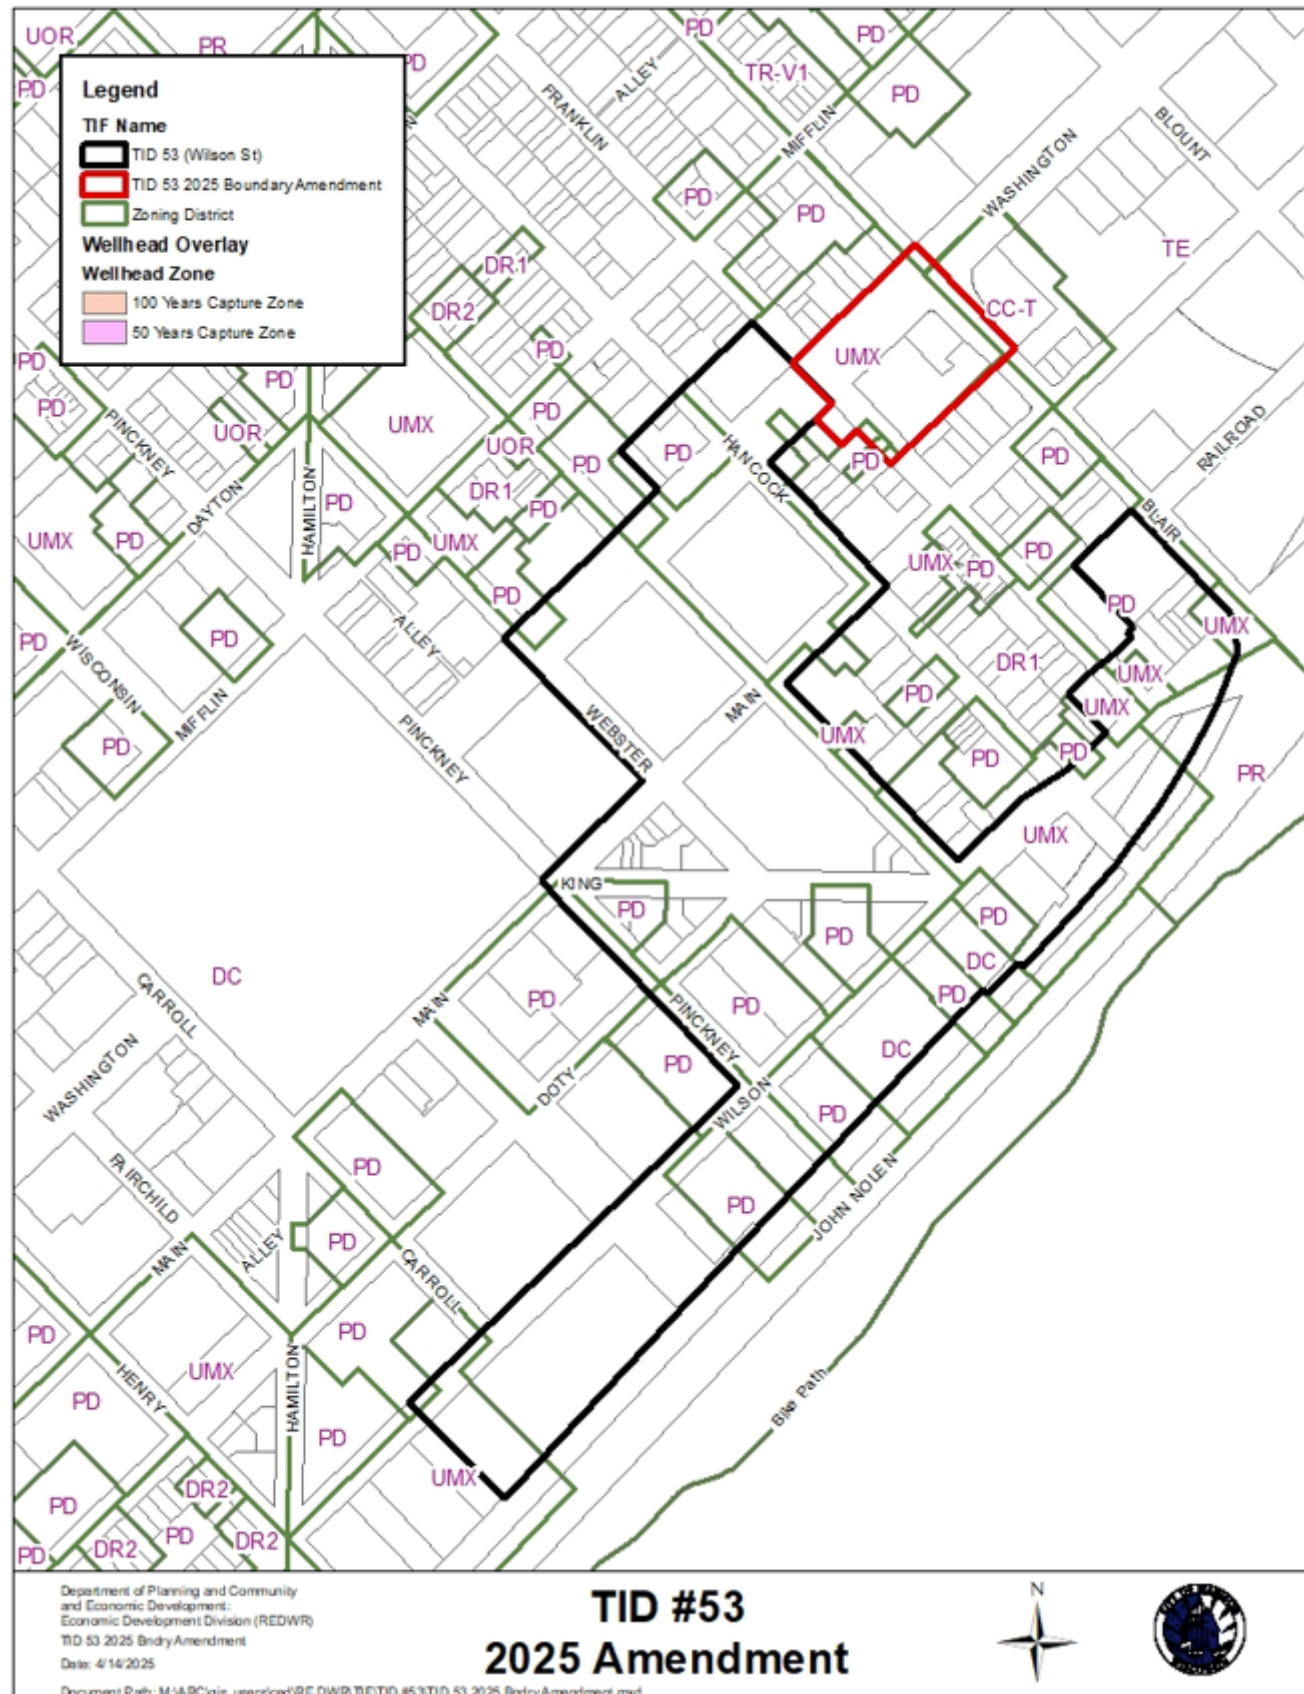 UOR
PR
PD
PD
PD
PD
TR-V1
PD
PD
Legend
TIF Name
TID 53 (Wilson St)
TID 53 2025 Boundary Amendment
Zoning District
Wellhead Overlay
Wellhead Zone
100 Years Capture Zone
50 Years Capture Zone
ALLEY
FRANKLIN
MIFFLIN
BLOUNT
WASHINGTON
PD
PD
TE
DR1
DR2
CC-T
PD
UMX
PD
PD
PD
PD
UOR
UMX
PINCKNEY
UOR
PD
PD
HANCOCK
PD
PD
RAILROAD
DR1
PD
PD
HAMILTON
DAYTON
UMX
PD
PD
UMX
BLAIR
PD
UMX
PD
PD
PD
ALLEY
PD
PD
UMX
WISCONSIN
DR1
UMX
PD
MIFFLIN
PD
WEBSTER
MAIN
UMX
PINCKNEY
UMX
PD
PD
PD
PR
UMX
KING
PD
PD
PD
DC
DC
CARROLL
MAIN
PD
PD
PD
PINCKNEY
DC
PD
WASHINGTON
DOTY
WILSON
PD
PD
FAIRCHILD
PD
JOHN NOLEN
PD
MAIN
ALLEY
CARROLL
PD
PD
HENRY
UMX
HAMILTON
PD
Bike Path
PD
UMX
DR2
PD
PD
DR2
PD
DR2
Department of Planning and Community
and Economic Development:
Economic Development Division (REDWR)
TID 53 2025 Bndry Amendment
Date: 4/14/2025
TID #53
2025 Amendment
N